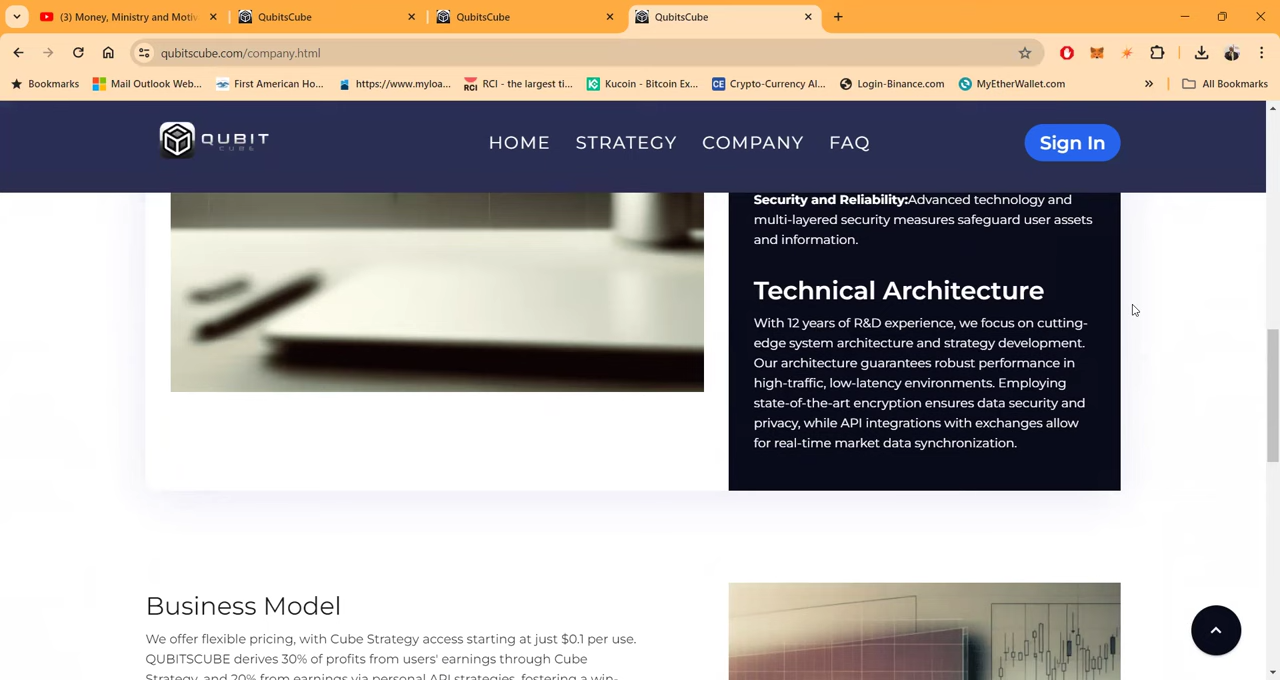 (3) Money, Ministry and Motiv
QubitsCube
QubitsCube
QubitsCube
qubitscube.com/company.html
Bookmarks
Mail Outlook Web...
First American Ho...
https://www.myloa...
RCI
RCI - the largest ti...
Kucoin - Bitcoin Ex...
CE
Crypto-Currency AI...
Login-Binance.com
MyEtherWallet.com
All Bookmarks
QUBIT
CUBE
HOME
STRATEGY
COMPANY
FAQ
Sign In
Security and Reliability:Advanced technology and
multi-layered security measures safeguard user assets
and information.
Technical Architecture
With 12 years of R&D experience, we focus on cutting-
edge system architecture and strategy development.
Our architecture guarantees robust performance in
high-traffic, low-latency environments. Employing
state-of-the-art encryption ensures data security and
privacy, while API integrations with exchanges allow
for real-time market data synchronization.
Business Model
We offer flexible pricing, with Cube Strategy access starting at just $0.1 per use.
QUBITSCUBE derives 30% of profits from users' earnings through Cube
Strategy, and 20% from earnings via personal API strategies, fostering a win-